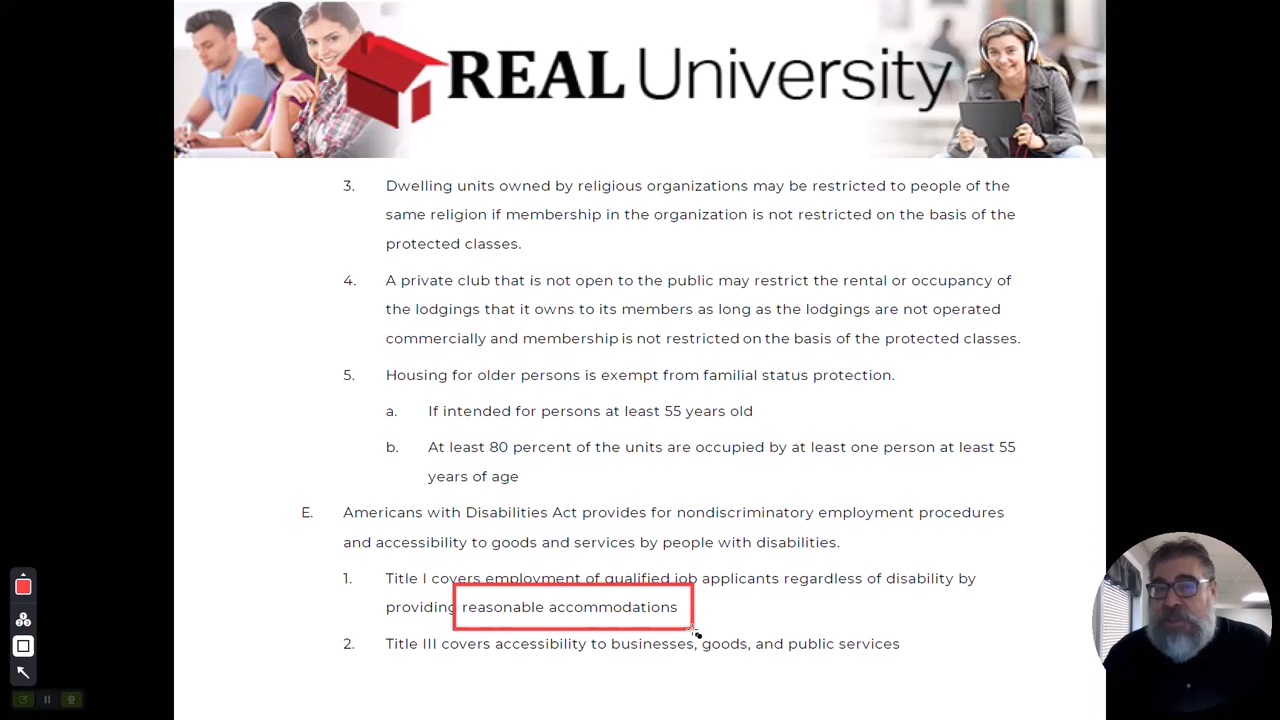 REAL University
3. Dwelling units owned by religious organizations may be restricted to people of the
same religion if membership in the organization is not restricted on the basis of the
protected classes.
4. A private club that is not open to the public may restrict the rental or occupancy of
the lodgings that it owns to its members as long as the lodgings are not operated
commercially and membership is not restricted on the basis of the protected classes.
5. Housing for older persons is exempt from familial status protection.
a. If intended for persons at least 55 years old
b. At least 80 percent of the units are occupied by at least one person at least 55
years of age
E. Americans with Disabilities Act provides for nondiscriminatory employment procedures
and accessibility to goods and services by people with disabilities.
1. Title I covers employment of qualified job applicants regardless of disability by
providing reasonable accommodations
2. Title III covers accessibility to businesses, goods, and public services